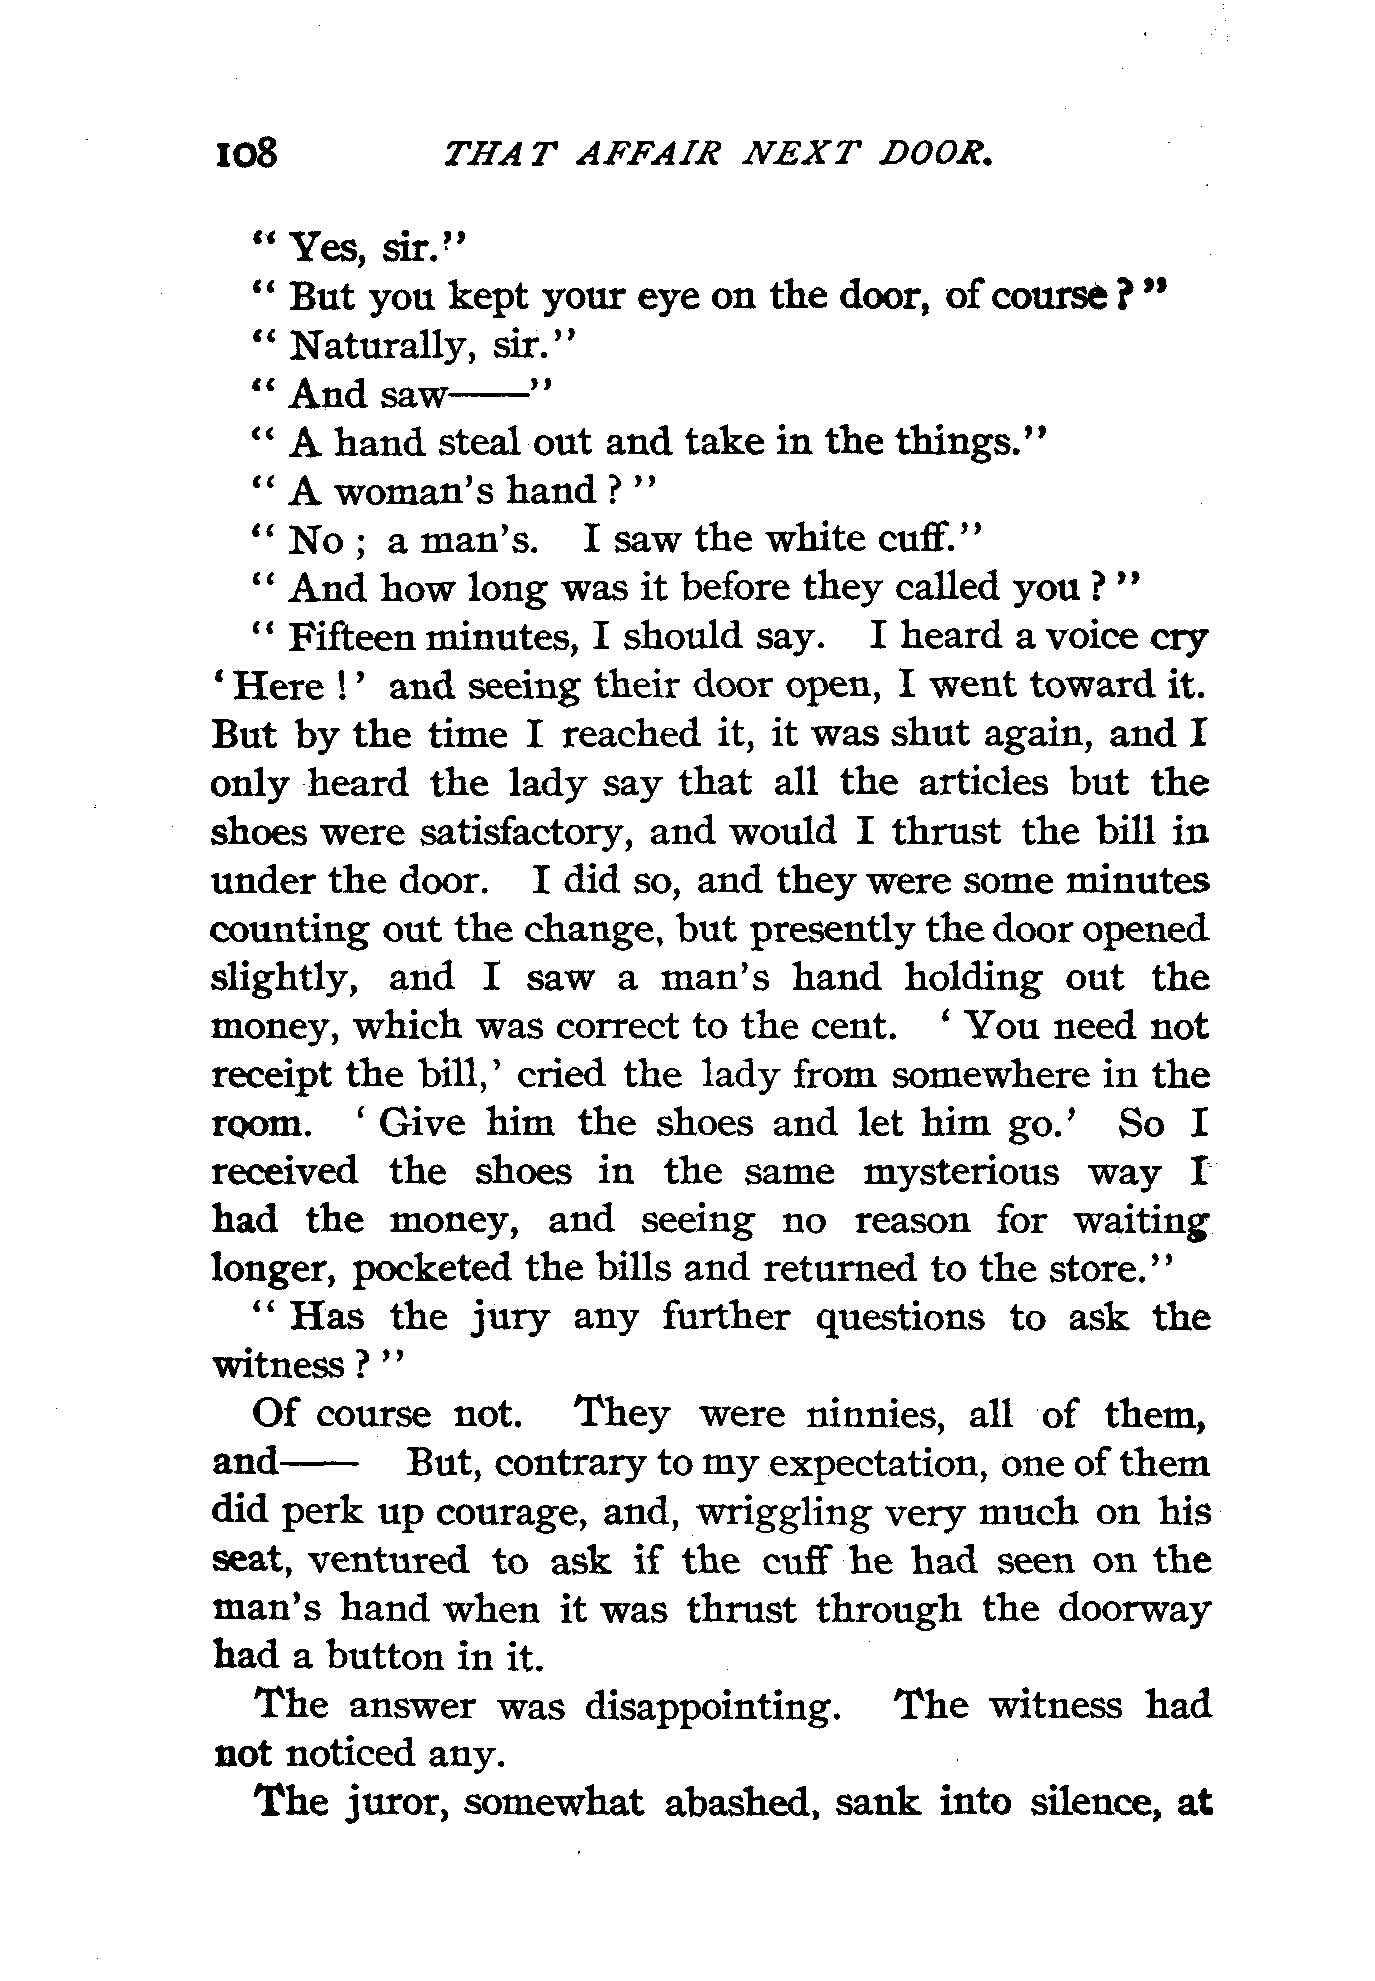 108 THAT AFFAIR NEXT DOOR.
“ Yes, sir.”
“ But you kept your eye on the door, of course ? ”
“ Naturally, sir.”
“ And saw——”
“ A hand steal out and take in the things.”
“ A woman's hand ? ”
“ No ; a man's. I saw the white cuff.”
“ And how long was it before they called you ? ”
“ Fifteen minutes, I should say. I heard a voice cry
‘ Here ! ’ and seeing their door open, I went toward it.
But by the time I reached it, it was shut again, and I
only heard the lady say that all the articles but the
shoes were satisfactory, and would I thrust the bill in
under the door. I did so, and they were some minutes
counting out the change, but presently the door opened
slightly, and I saw a man's hand holding out the
money, which was correct to the cent. ‘ You need not
receipt the bill,’ cried the lady from somewhere in the
room. ‘ Give him the shoes and let him go.’ So I
received the shoes in the same mysterious way I
had the money, and seeing no reason for waiting
longer, pocketed the bills and returned to the store.”
“ Has the jury any further questions to ask the
witness ? ”
Of course not. They were ninnies, all of them,
and—— But, contrary to my expectation, one of them
did perk up courage, and, wriggling very much on his
seat, ventured to ask if the cuff he had seen on the
man's hand when it was thrust through the doorway
had a button in it.
The answer was disappointing. The witness had
not noticed any.
The juror, somewhat abashed, sank into silence, at